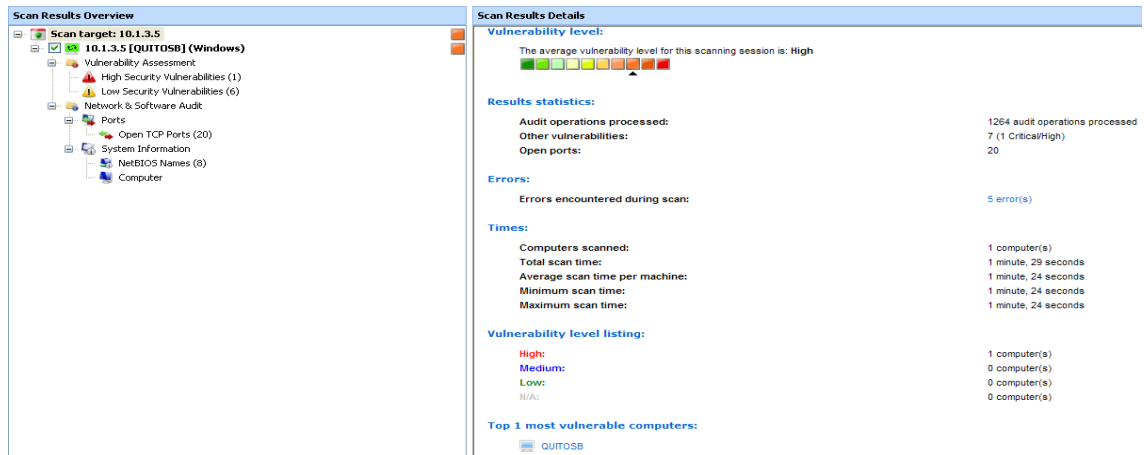 Scan Results Overview
Scan target: 10.1.3.5
10.1.3.5 [QUITOSB] (Windows)
Vulnerability Assessment
High Security Vulnerabilities (1)
Low Security Vulnerabilities (6)
Network & Software Audit
Ports
Open TCP Ports (20)
System Information
NetBIOS Names (8)
Computer
Scan Results Details
Vulnerability level:
The average vulnerability level for this scanning session is: High
Results statistics:
Audit operations processed: 1264 audit operations processed
Other vulnerabilities: 7 (1 Critical/High)
Open ports: 20
Errors:
Errors encountered during scan: 5 error(s)
Times:
Computers scanned: 1 computer(s)
Total scan time: 1 minute, 29 seconds
Average scan time per machine: 1 minute, 24 seconds
Minimum scan time: 1 minute, 24 seconds
Maximum scan time: 1 minute, 24 seconds
Vulnerability level listing:
High: 1 computer(s)
Medium: 0 computer(s)
Low: 0 computer(s)
N/A: 0 computer(s)
Top 1 most vulnerable computers:
QUITOSB